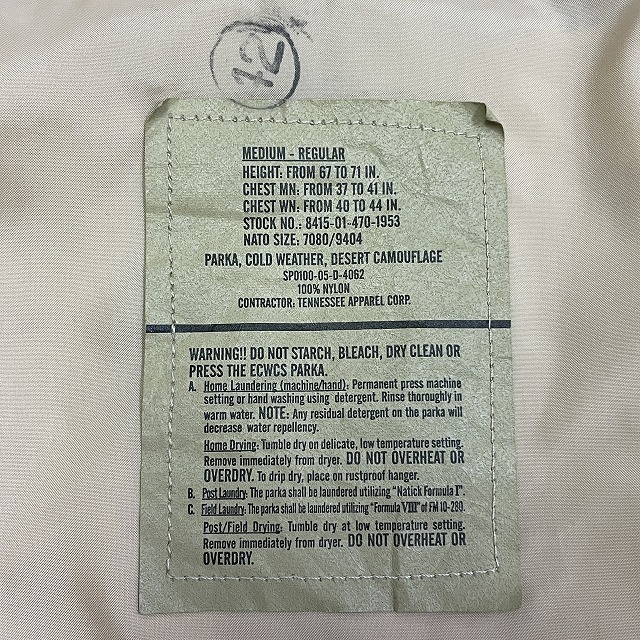 12
MEDIUM - REGULAR
HEIGHT: FROM 67 TO 71 IN.
CHEST MN: FROM 37 TO 41 IN.
CHEST WN: FROM 40 TO 44 IN.
STOCK NO.: 8415-01-470-1953
NATO SIZE: 7080/9404
PARKA, COLD WEATHER, DESERT CAMOUFLAGE
SPO100-05-D-4062
100% NYLON
CONTRACTOR: TENNESSEE APPAREL CORP.
WARNING!! DO NOT STARCH, BLEACH, DRY CLEAN OR
PRESS THE ECWCS PARKA.
A. Home Laundering (machine/hand): Permanent press machine
setting or hand washing using detergent. Rinse thoroughly in
warm water. NOTE: Any residual detergent on the parka will
decrease water repellency.
Home Drying: Tumble dry on delicate, low temperature setting.
Remove immediately from dryer. DO NOT OVERHEAT OR
OVERDRY. To drip dry, place on rustproof hanger.
B. Post Laundry: The parka shall be laundered utilizing "Natick Formula I".
C. Field Laundry: The parka shall be laundered utilizing "Formula VIII" of FM 10-280.
Post/Field Drying: Tumble dry at low temperature setting.
Remove immediately from dryer. DO NOT OVERHEAT OR
OVERDRY.